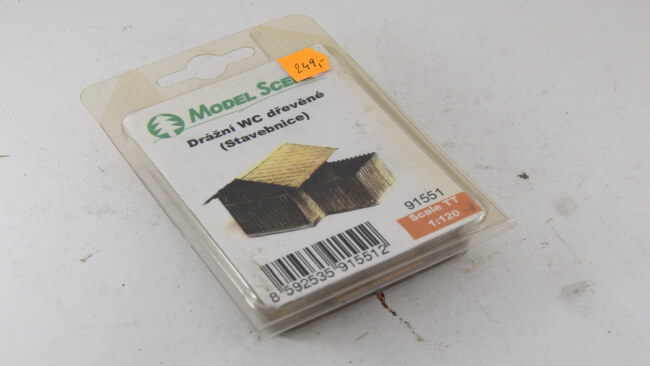 249,-
MODEL SCE
Drážní WC dřevěné
(Stavebnice)
91551
Scale TT
1:120
8 592535 915512